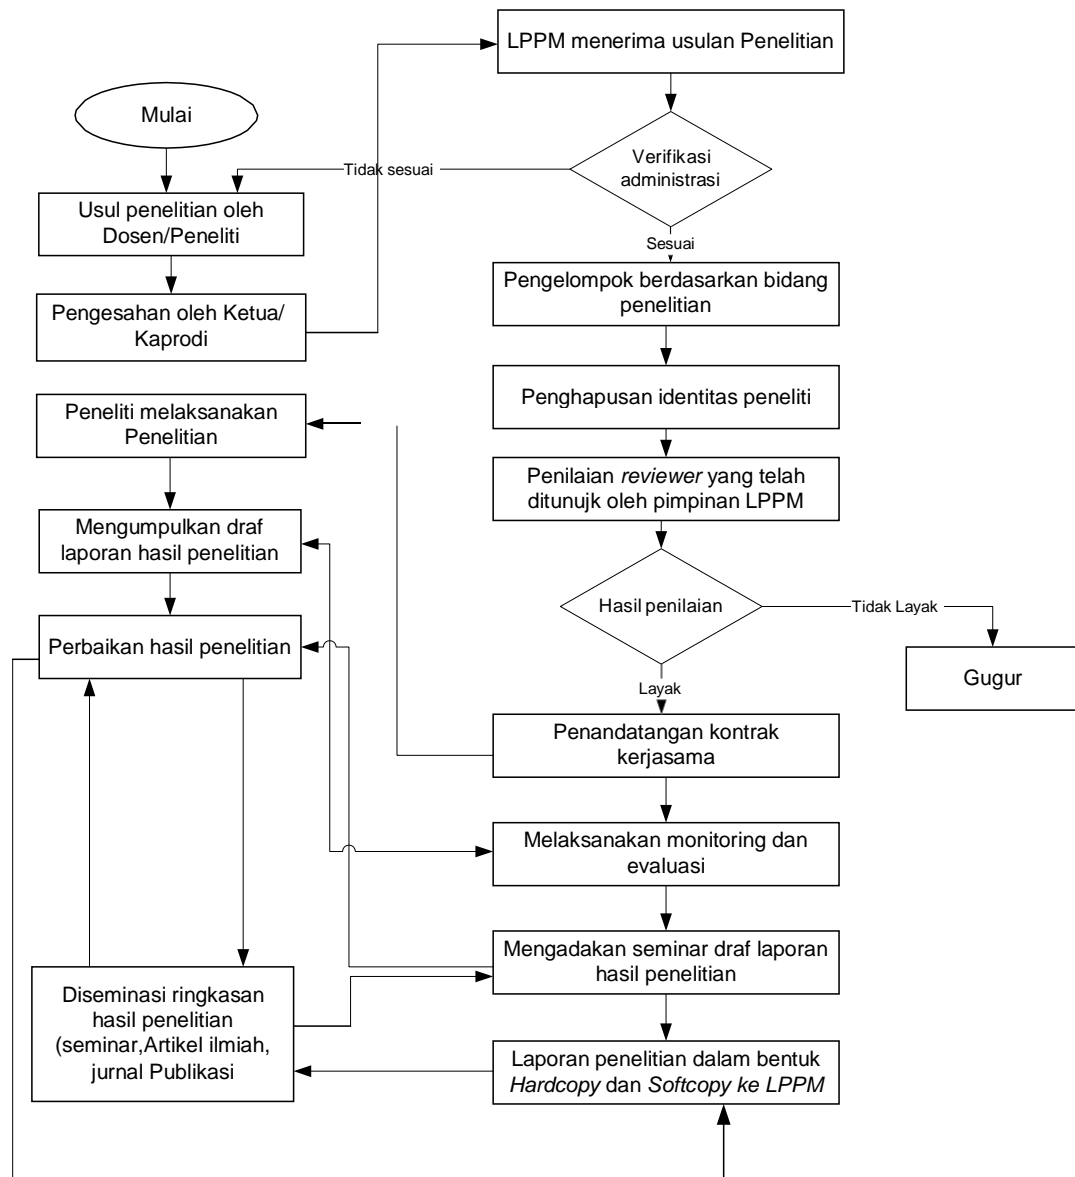 LPPM menerima usulan Penelitian
Mulai
Verifikasi
administrasi
Tidak sesuai
Usul penelitian oleh
Dosen/Peneliti
Sesuai
Pengelompok berdasarkan bidang
penelitian
Pengesahan oleh Ketua/
Kaprodi
Penghapusan identitas peneliti
Peneliti melaksanakan
Penelitian
Penilaian reviewer yang telah
ditunujk oleh pimpinan LPPM
Mengumpulkan draf
laporan hasil penelitian
Hasil penilaian
Tidak Layak
Perbaikan hasil penelitian
Gugur
Layak
Penandatangan kontrak
kerjasama
Melaksanakan monitoring dan
evaluasi
Mengadakan seminar draf laporan
hasil penelitian
Diseminasi ringkasan
hasil penelitian
(seminar,Artikel ilmiah,
jurnal Publikasi
Laporan penelitian dalam bentuk
Hardcopy dan Softcopy ke LPPM